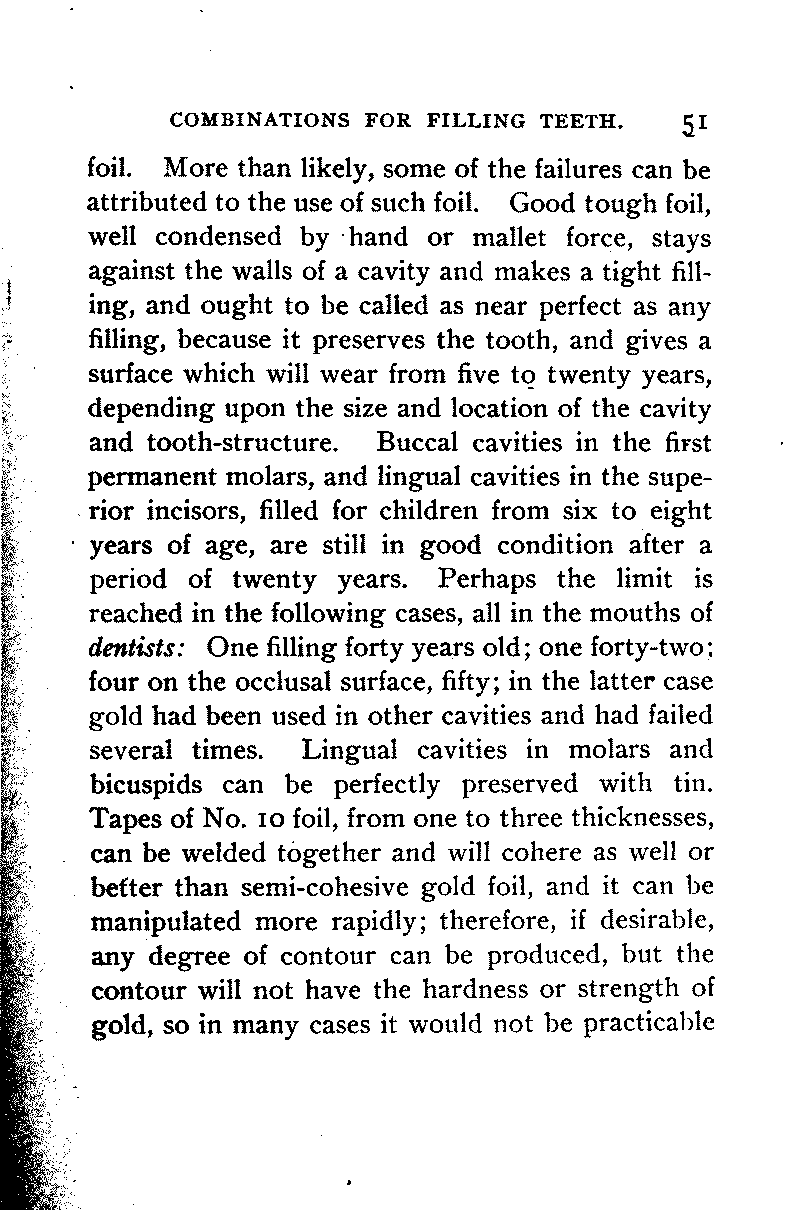 COMBINATIONS FOR FILLING TEETH. 51
foil. More than likely, some of the failures can be
attributed to the use of such foil. Good tough foil,
well condensed by hand or mallet force, stays
against the walls of a cavity and makes a tight fill-
ing, and ought to be called as near perfect as any
filling, because it preserves the tooth, and gives a
surface which will wear from five to twenty years,
depending upon the size and location of the cavity
and tooth-structure. Buccal cavities in the first
permanent molars, and lingual cavities in the supe-
rior incisors, filled for children from six to eight
years of age, are still in good condition after a
period of twenty years. Perhaps the limit is
reached in the following cases, all in the mouths of
dentists: One filling forty years old; one forty-two;
four on the occlusal surface, fifty; in the latter case
gold had been used in other cavities and had failed
several times. Lingual cavities in molars and
bicuspids can be perfectly preserved with tin.
Tapes of No. 10 foil, from one to three thicknesses,
can be welded together and will cohere as well or
better than semi-cohesive gold foil, and it can be
manipulated more rapidly; therefore, if desirable,
any degree of contour can be produced, but the
contour will not have the hardness or strength of
gold, so in many cases it would not be practicable